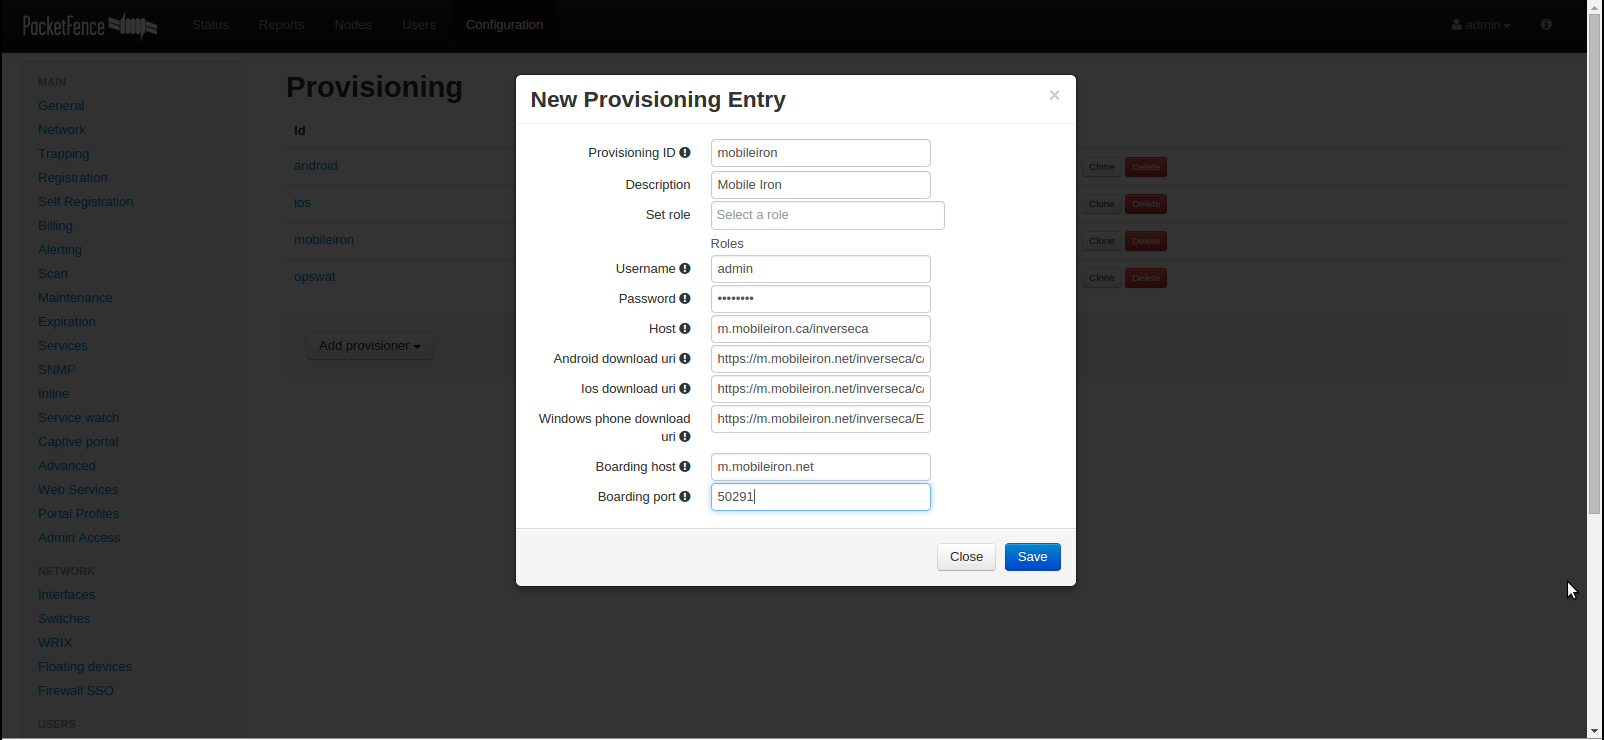 PacketFence
Status Reports Nodes Users Configuration admin
MAIN
General
Network
Trapping
Registration
Self Registration
Billing
Alerting
Scan
Maintenance
Expiration
Services
SNMP
Inline
Service watch
Captive portal
Advanced
Web Services
Portal Profiles
Admin Access
NETWORK
Interfaces
Switches
WRIX
Floating devices
Firewall SSO
USERS
Provisioning
Id
android Clone Delete
ios Clone Delete
mobileiron Clone Delete
opswat Clone Delete
Add provisioner
New Provisioning Entry ×
Provisioning ID mobileiron
Description Mobile Iron
Set role Select a role
Roles
Username admin
Password ••••••••
Host m.mobileiron.ca/inverseca
Android download uri https://m.mobileiron.net/inverseca/c/
Ios download uri https://m.mobileiron.net/inverseca/c/
Windows phone download
uri https://m.mobileiron.net/inverseca/E
Boarding host m.mobileiron.net
Boarding port 50291
Close Save